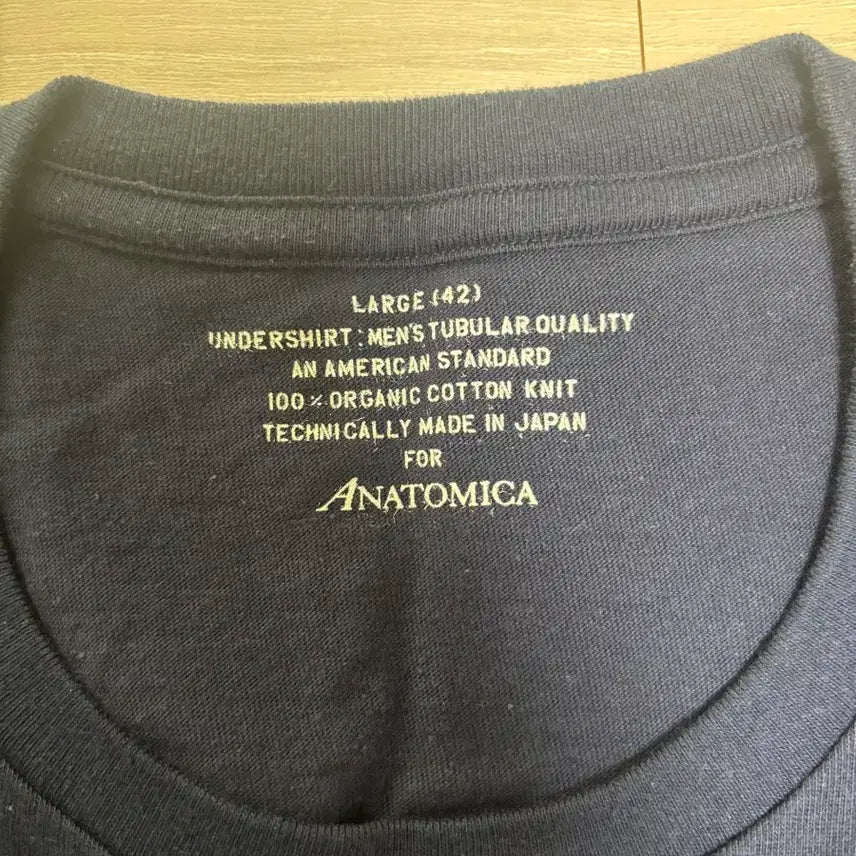 LARGE (42)
UNDERSHIRT : MEN'S TUBULAR QUALITY
AN AMERICAN STANDARD
100 % ORGANIC COTTON KNIT
TECHNICALLY MADE IN JAPAN
FOR
ANATOMICA